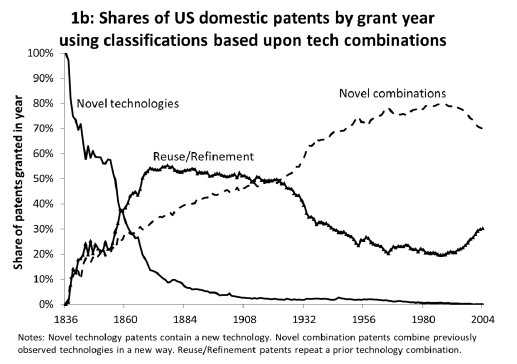 1b: Shares of US domestic patents by grant year
using classifications based upon tech combinations
Share of patents granted in year
100%
90%
80%
70%
60%
50%
40%
30%
20%
10%
0%
Novel combinations
Novel technologies
Reuse/Refinement
1836 1860 1884 1908 1932 1956 1980 2004
Notes: Novel technology patents contain a new technology. Novel combination patents combine previously
observed technologies in a new way. Reuse/Refinement patents repeat a prior technology combination.